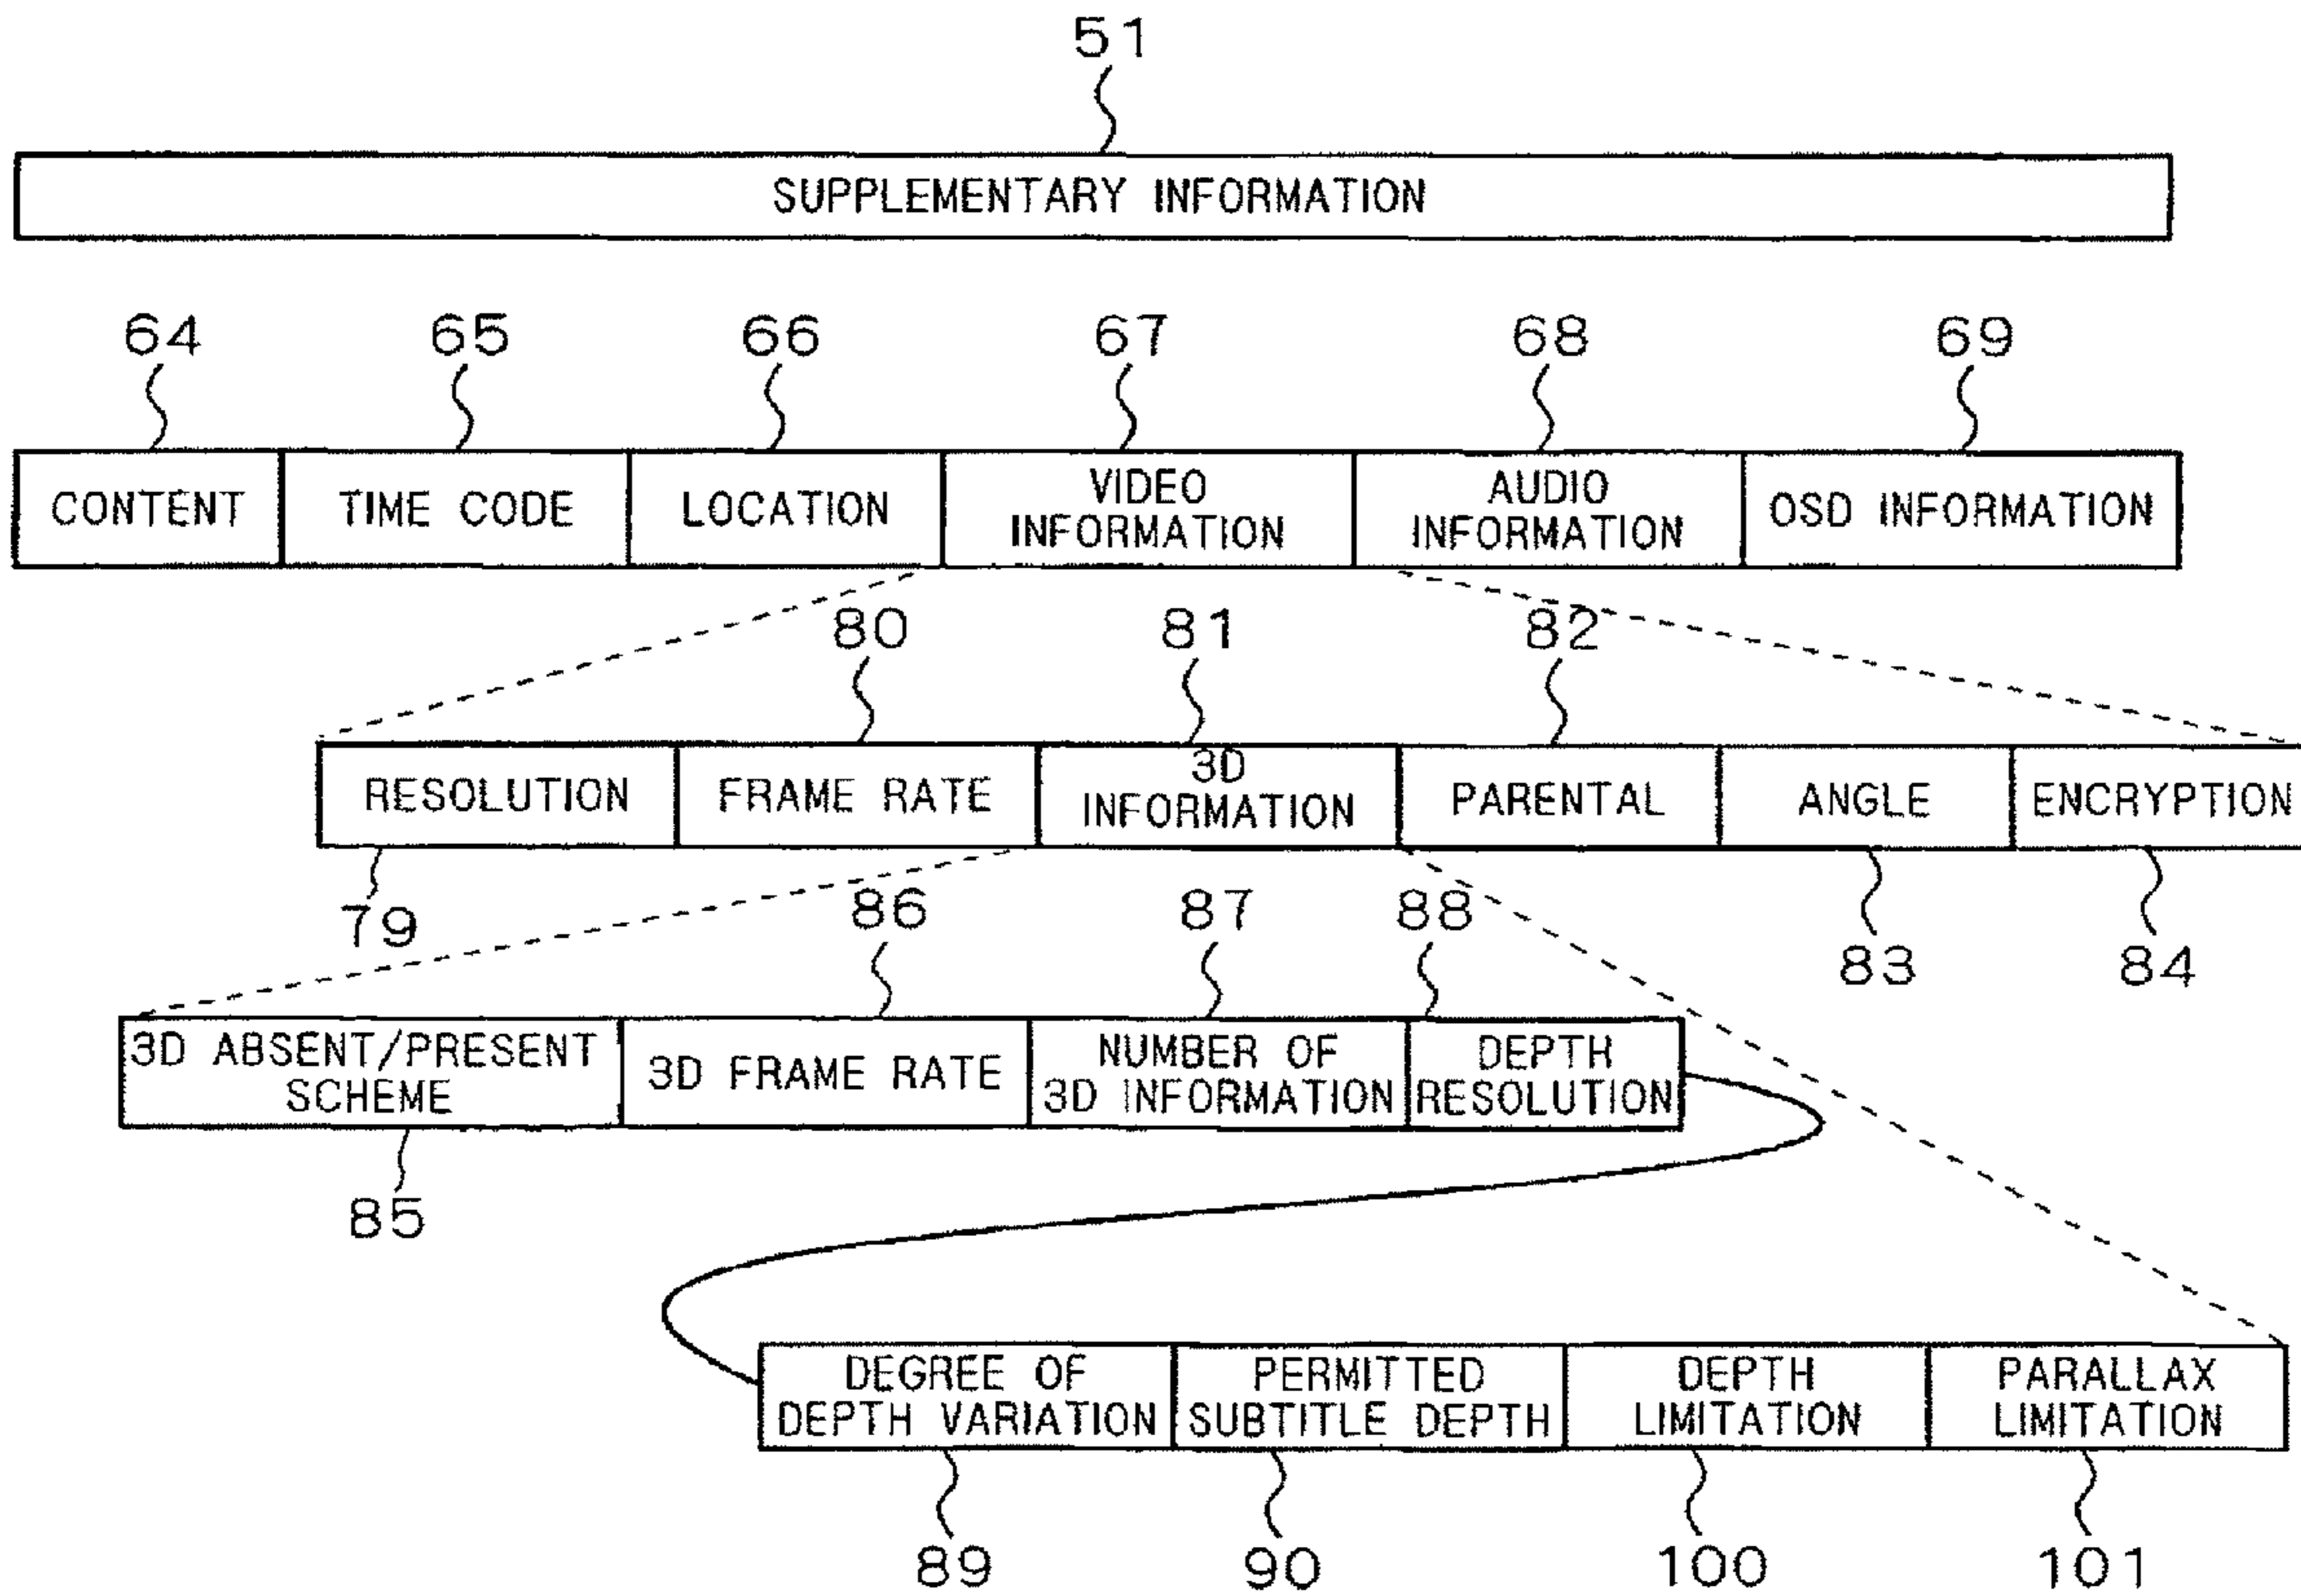 51
SUPPLEMENTARY INFORMATION
64 65 66 67 68 69
CONTENT TIME CODE LOCATION VIDEO INFORMATION AUDIO INFORMATION OSD INFORMATION
80 81 82
RESOLUTION FRAME RATE 3D INFORMATION PARENTAL ANGLE ENCRYPTION
79 86 87 88 83 84
3D ABSENT/PRESENT SCHEME 3D FRAME RATE NUMBER OF 3D INFORMATION DEPTH RESOLUTION
85
DEGREE OF DEPTH VARIATION PERMITTED SUBTITLE DEPTH DEPTH LIMITATION PARALLAX LIMITATION
89 90 100 101